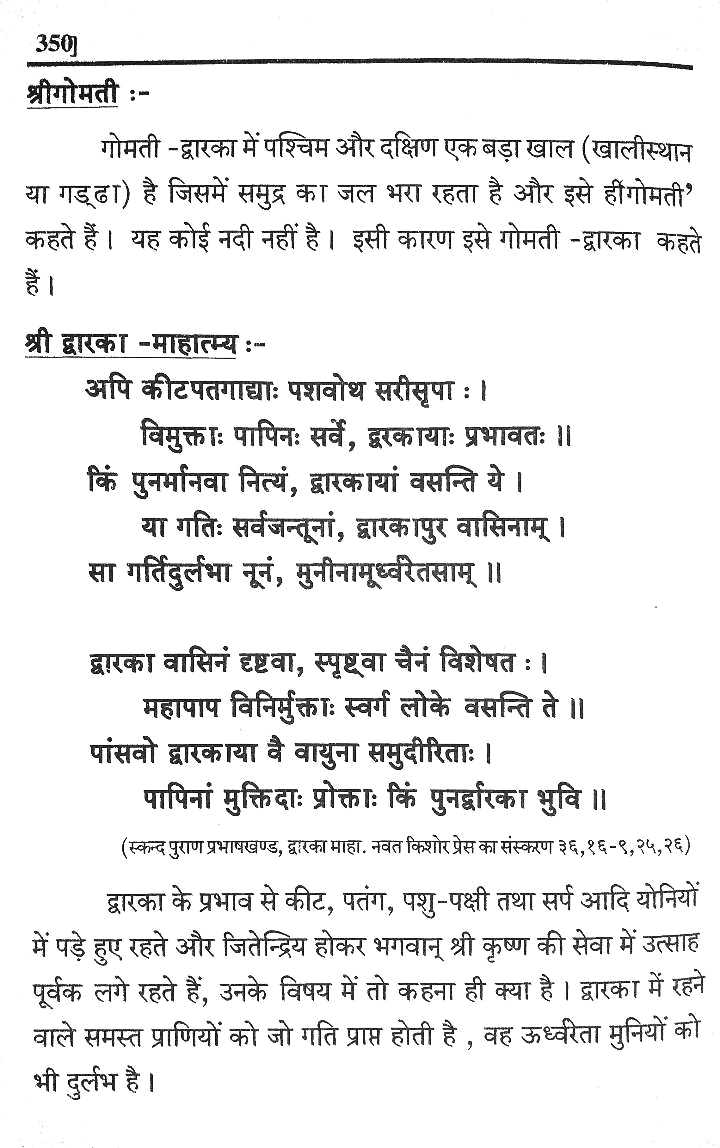 350]
श्रीगोमती :-
गोमती -द्वारका में पश्चिम और दक्षिण एक बड़ा खाल (खालीस्थान
या गड्ढा) है जिसमें समुद्र का जल भरा रहता है और इसे हींगोमती’
कहते हैं। यह कोई नदी नहीं है। इसी कारण इसे गोमती -द्वारका कहते
हैं।
श्री द्वारका -माहात्म्य :-
अपि कीटपतगाद्याः पशवोथ सरीसृपा ः।
विमुक्ताः पापिनः सर्वे, द्वरकायाः प्रभावतः॥
किं पुनर्मानवा नित्यं, द्वारकायां वसन्ति ये।
या गतिः सर्वजन्तूनां, द्वारकापुर वासिनाम्।
सा गर्तिदुर्लभा नूनं, मुनीनामूर्ध्वरेतसाम्॥
द्वारका वासिनं दृष्टवा, स्पृष्ट्वा चैनं विशेषत ः।
महापाप विनिर्मुक्ताः स्वर्ग लोके वसन्ति ते॥
पांसवो द्वारकाया वै वायुना समुदीरिताः।
पापिनां मुक्तिदाः प्रोक्ताः किं पुनर्द्वारका भुवि॥
(स्कन्द पुराण प्रभाषखण्ड, द्वारका माहा. नवत किशोर प्रेस का संस्करण ३६,१६-९,२५,२६)
द्वारका के प्रभाव से कीट, पतंग, पशु-पक्षी तथा सर्प आदि योनियों
में पड़े हुए रहते और जितेन्द्रिय होकर भगवान् श्री कृष्ण की सेवा में उत्साह
पूर्वक लगे रहते हैं, उनके विषय में तो कहना ही क्या है। द्वारका में रहने
वाले समस्त प्राणियों को जो गति प्राप्त होती है , वह ऊर्ध्वरेता मुनियों को
भी दुर्लभ है।